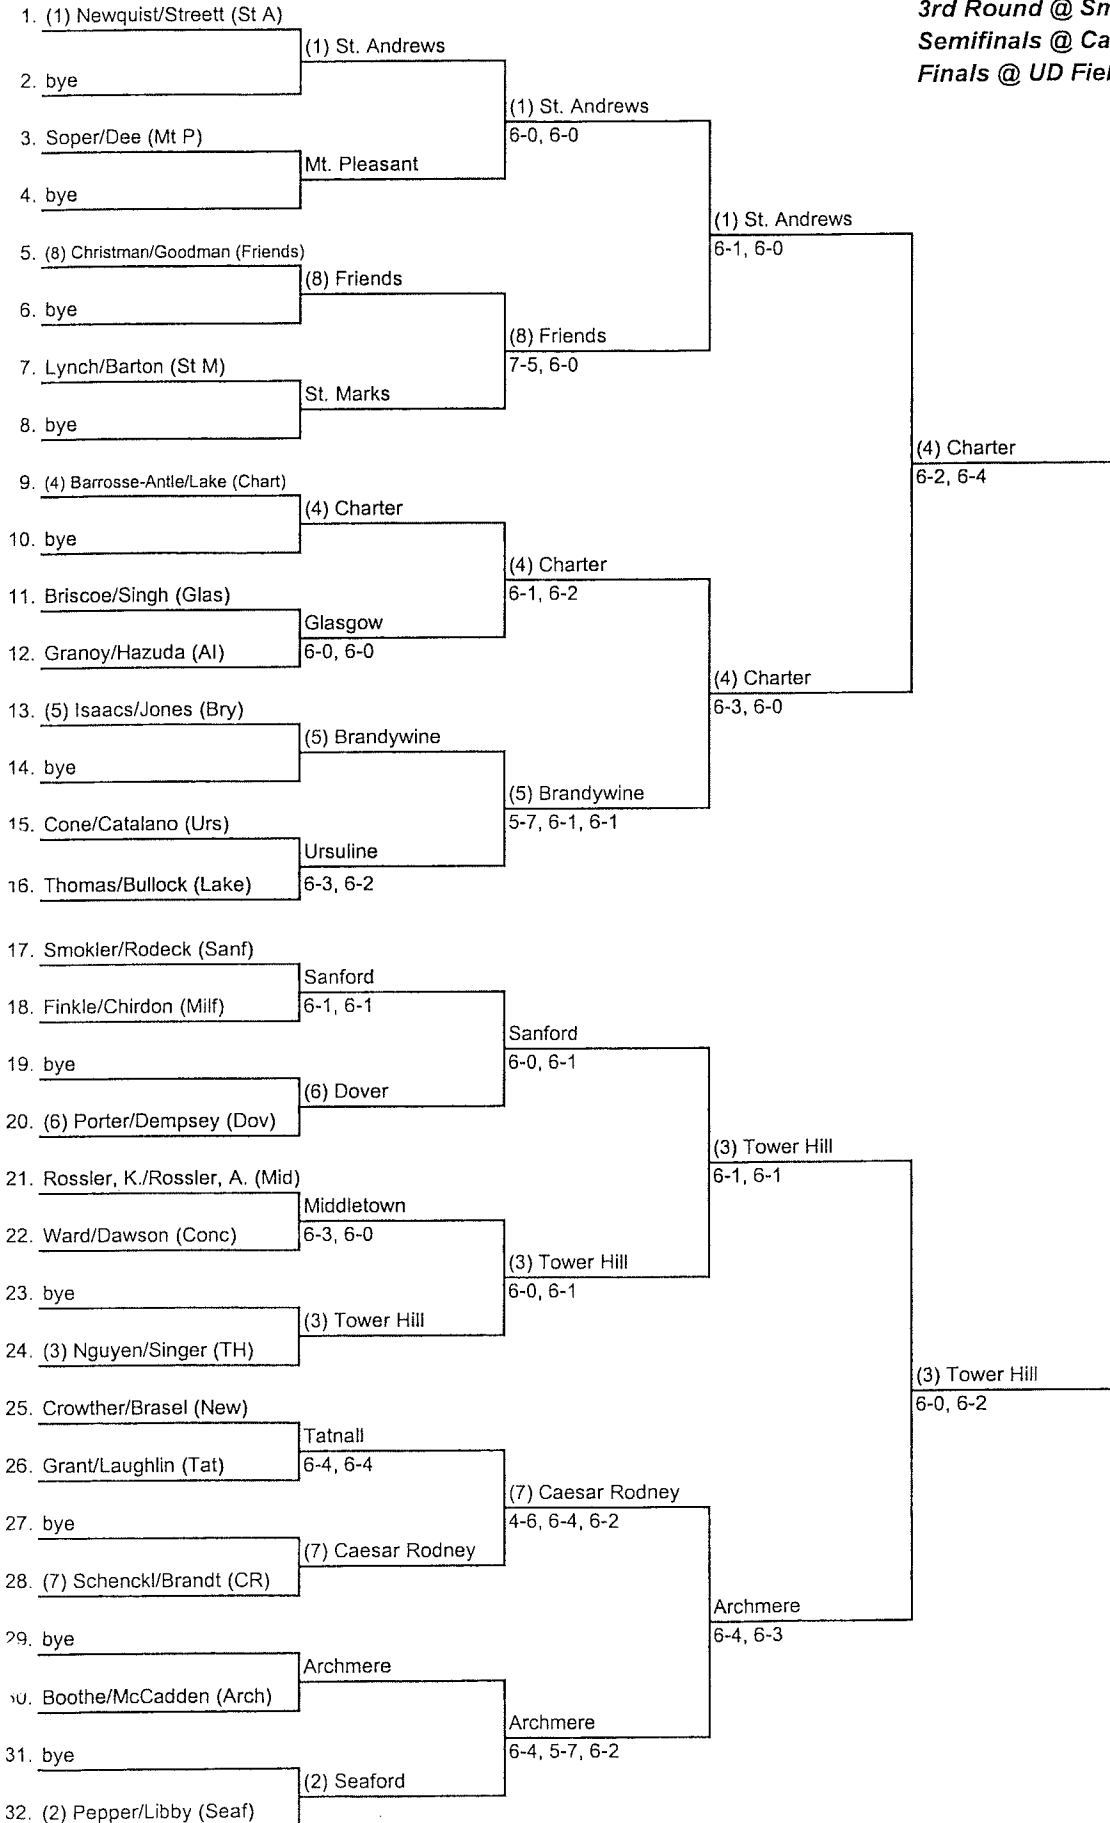 3rd Round @ Sm
Semifinals @ Ca
Finals @ UD Fiel
1. (1) Newquist/Streett (St A)
(1) St. Andrews
2. bye
(1) St. Andrews
6-0, 6-0
3. Soper/Dee (Mt P)
Mt. Pleasant
4. bye
(1) St. Andrews
6-1, 6-0
5. (8) Christman/Goodman (Friends)
(8) Friends
6. bye
(8) Friends
7-5, 6-0
7. Lynch/Barton (St M)
St. Marks
8. bye
(4) Charter
6-2, 6-4
9. (4) Barrosse-Antle/Lake (Chart)
(4) Charter
10. bye
(4) Charter
6-1, 6-2
11. Briscoe/Singh (Glas)
Glasgow
12. Granoy/Hazuda (AI)
6-0, 6-0
(4) Charter
6-3, 6-0
13. (5) Isaacs/Jones (Bry)
(5) Brandywine
14. bye
(5) Brandywine
5-7, 6-1, 6-1
15. Cone/Catalano (Urs)
Ursuline
16. Thomas/Bullock (Lake)
6-3, 6-2
17. Smokler/Rodeck (Sanf)
Sanford
18. Finkle/Chirdon (Milf)
6-1, 6-1
Sanford
6-0, 6-1
19. bye
(6) Dover
20. (6) Porter/Dempsey (Dov)
(3) Tower Hill
6-1, 6-1
21. Rossler, K./Rossler, A. (Mid)
Middletown
22. Ward/Dawson (Conc)
6-3, 6-0
(3) Tower Hill
6-0, 6-1
23. bye
(3) Tower Hill
24. (3) Nguyen/Singer (TH)
(3) Tower Hill
6-0, 6-2
25. Crowther/Brasel (New)
Tatnall
26. Grant/Laughlin (Tat)
6-4, 6-4
(7) Caesar Rodney
4-6, 6-4, 6-2
27. bye
(7) Caesar Rodney
28. (7) Schenckl/Brandt (CR)
Archmere
6-4, 6-3
29. bye
Archmere
30. Boothe/McCadden (Arch)
Archmere
6-4, 5-7, 6-2
31. bye
(2) Seaford
32. (2) Pepper/Libby (Seaf)